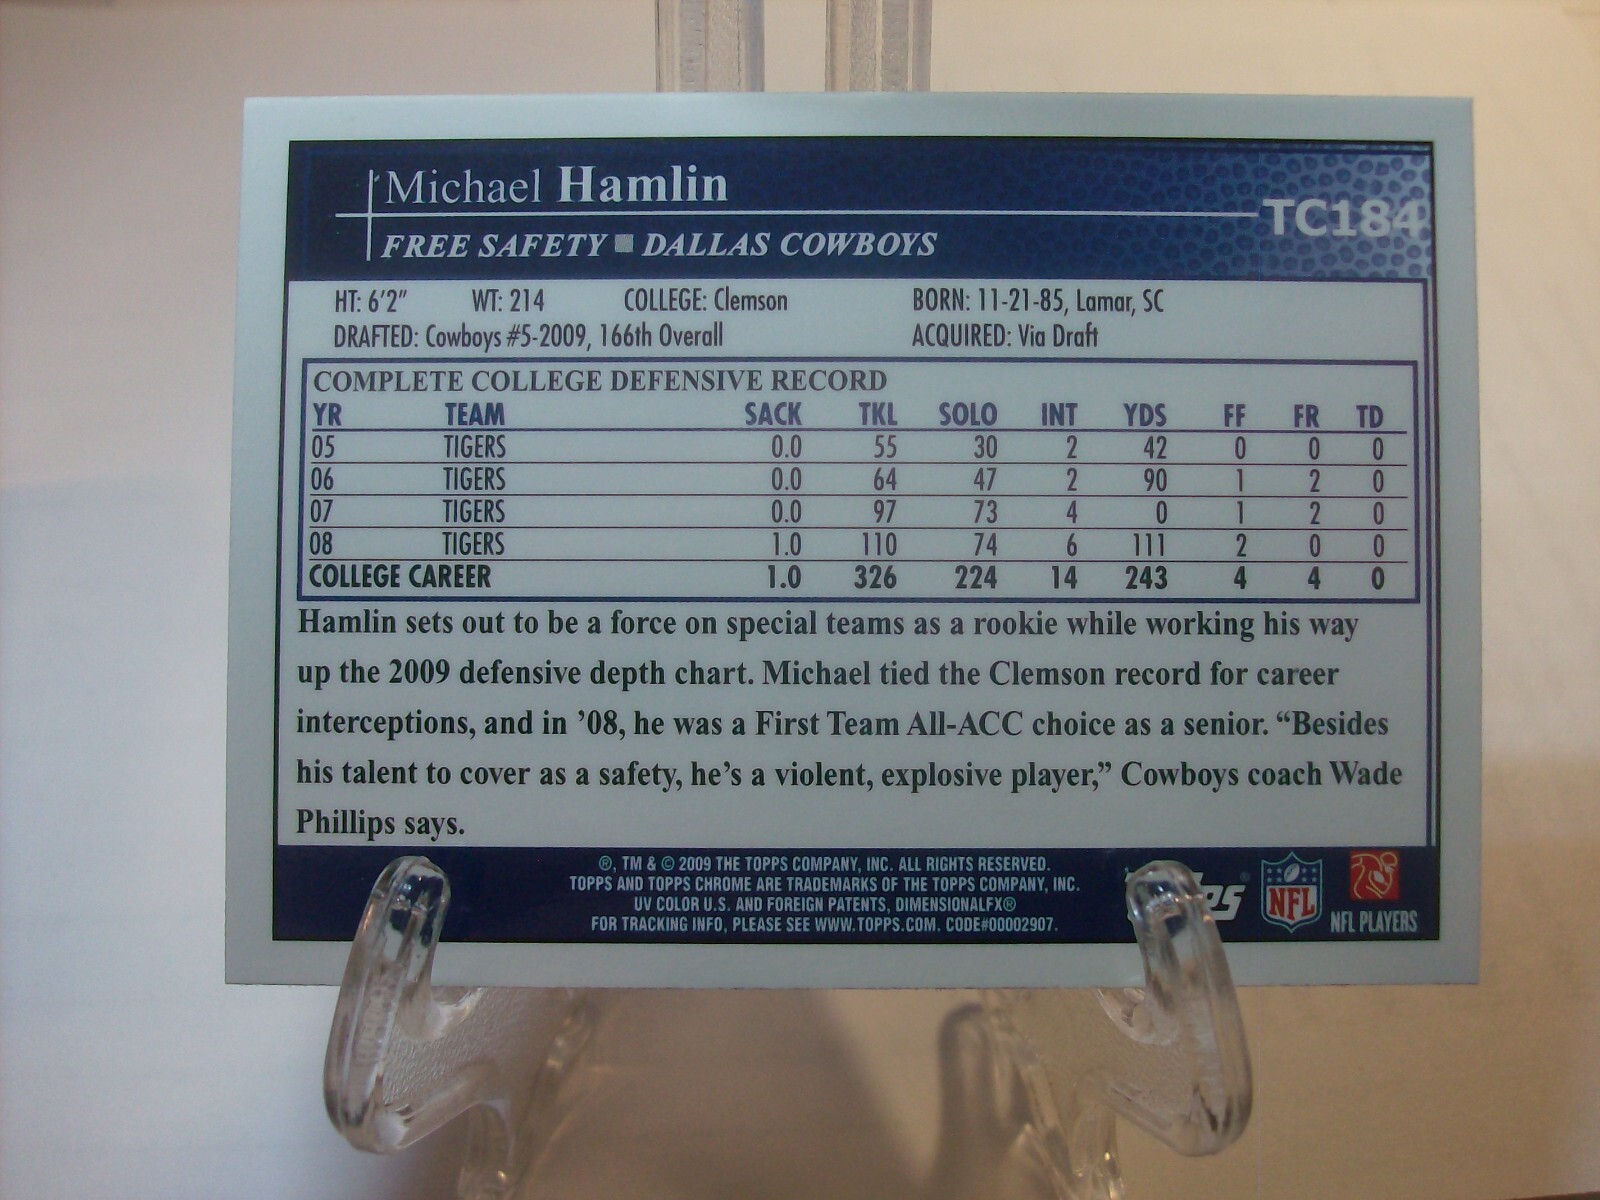 Michael Hamlin
TC184
FREE SAFETY ■ DALLAS COWBOYS
HT: 6'2" WT: 214 COLLEGE: Clemson BORN: 11-21-85, Lamar, SC
DRAFTED: Cowboys #5-2009, 166th Overall ACQUIRED: Via Draft
COMPLETE COLLEGE DEFENSIVE RECORD
YR TEAM SACK TKL SOLO INT YDS FF FR TD
05 TIGERS 0.0 55 30 2 42 0 0 0
06 TIGERS 0.0 64 47 2 90 1 2 0
07 TIGERS 0.0 97 73 4 0 1 2 0
08 TIGERS 1.0 110 74 6 111 2 0 0
COLLEGE CAREER 1.0 326 224 14 243 4 4 0
Hamlin sets out to be a force on special teams as a rookie while working his way
up the 2009 defensive depth chart. Michael tied the Clemson record for career
interceptions, and in ’08, he was a First Team All-ACC choice as a senior. “Besides
his talent to cover as a safety, he’s a violent, explosive player,” Cowboys coach Wade
Phillips says.
®, TM & © 2009 THE TOPPS COMPANY, INC. ALL RIGHTS RESERVED.
TOPPS AND TOPPS CHROME ARE TRADEMARKS OF THE TOPPS COMPANY, INC.
UV COLOR U.S. AND FOREIGN PATENTS, DIMENSIONALFX®
FOR TRACKING INFO, PLEASE SEE WWW.TOPPS.COM. CODE#00002907.
NFL
NFL PLAYERS